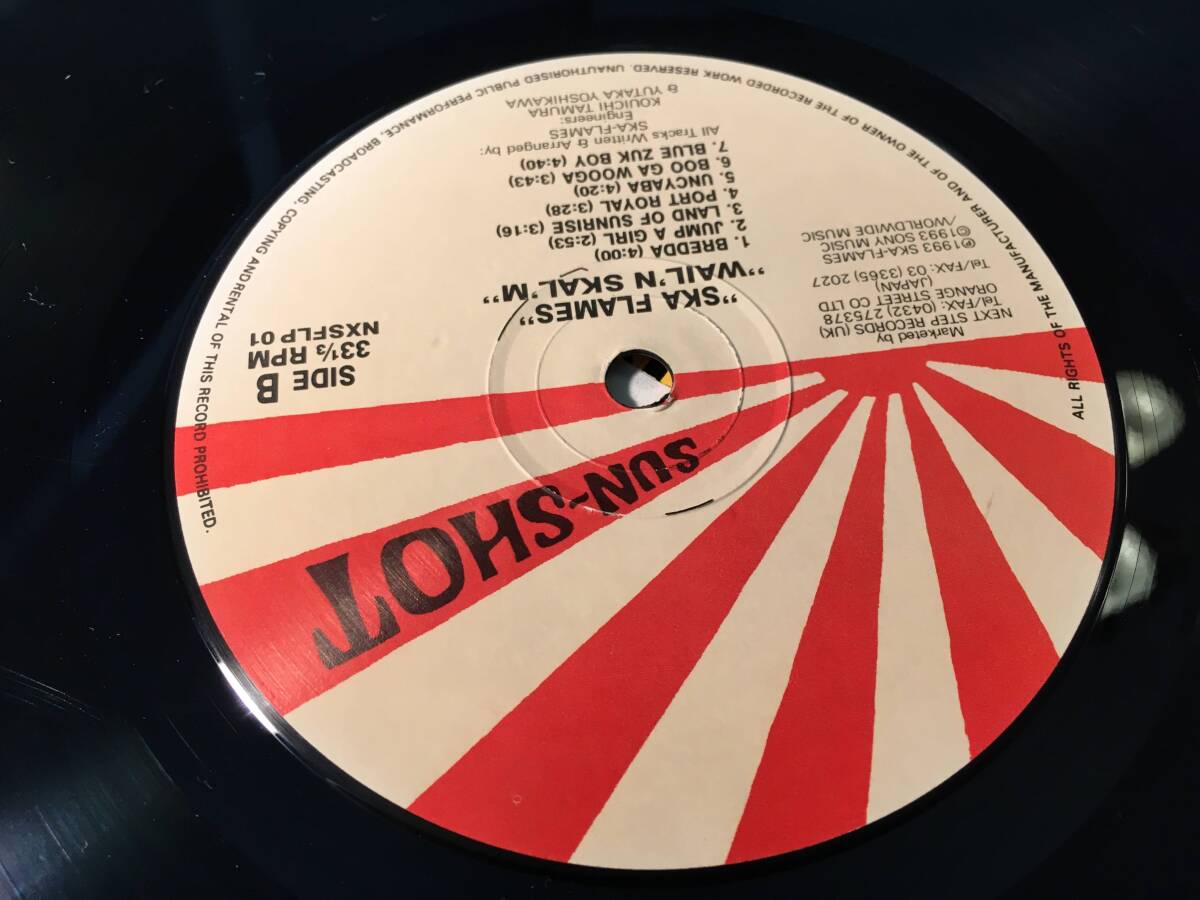 SUN-SHOT
SIDE B
33⅓ RPM
NXSFLP 01
"SKA FLAMES"
"WAIL'N SKAL'M"
1. BREDDA (4:00)
2. JUMP A GIRL (2:53)
3. LAND OF SUNRISE (3:16)
4. PORT ROYAL (3:28)
5. UNCYABA (4:20)
6. BOO GA WOOGA (3:43)
7. BLUE ZUK BOY (4:40)
All Tracks Written & Arranged by:
SKA-FLAMES
Engineers:
KOUICHI TAMURA
& YUTAKA YOSHIKAWA
Marketed by
NEXT STEP RECORDS (UK)
Tel/FAX: (0432) 275378
ORANGE STREET CO LTD
(JAPAN)
Tel/FAX: 03 (3365) 2027
℗1993 SKA-FLAMES
©1993 SONY MUSIC
/WORLDWIDE MUSIC
ALL RIGHTS OF THE MANUFACTURER AND OF THE OWNER OF THE RECORDED WORK RESERVED. UNAUTHORISED PUBLIC PERFORMANCE, BROADCASTING, COPYING AND RENTAL OF THIS RECORD PROHIBITED.